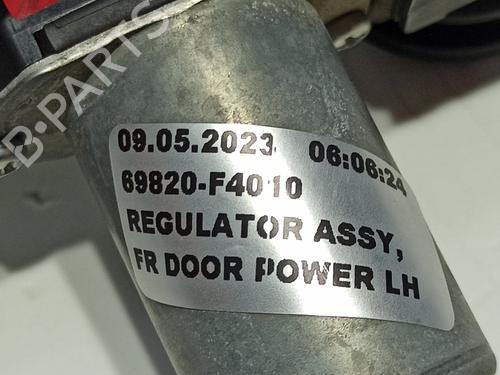 B-PARTS
09.05.2023 06:06:24
69820-F4010
REGULATOR ASSY,
FR DOOR POWER LH